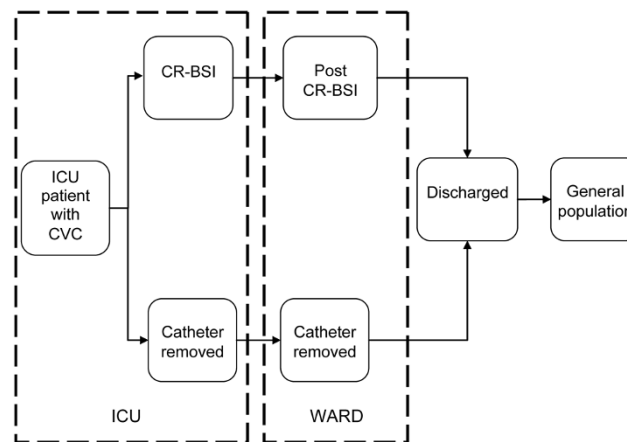 CR-BSI
Post
CR-BSI
ICU
patient
with
CVC
Discharged
General
population
Catheter
removed
Catheter
removed
ICU
WARD